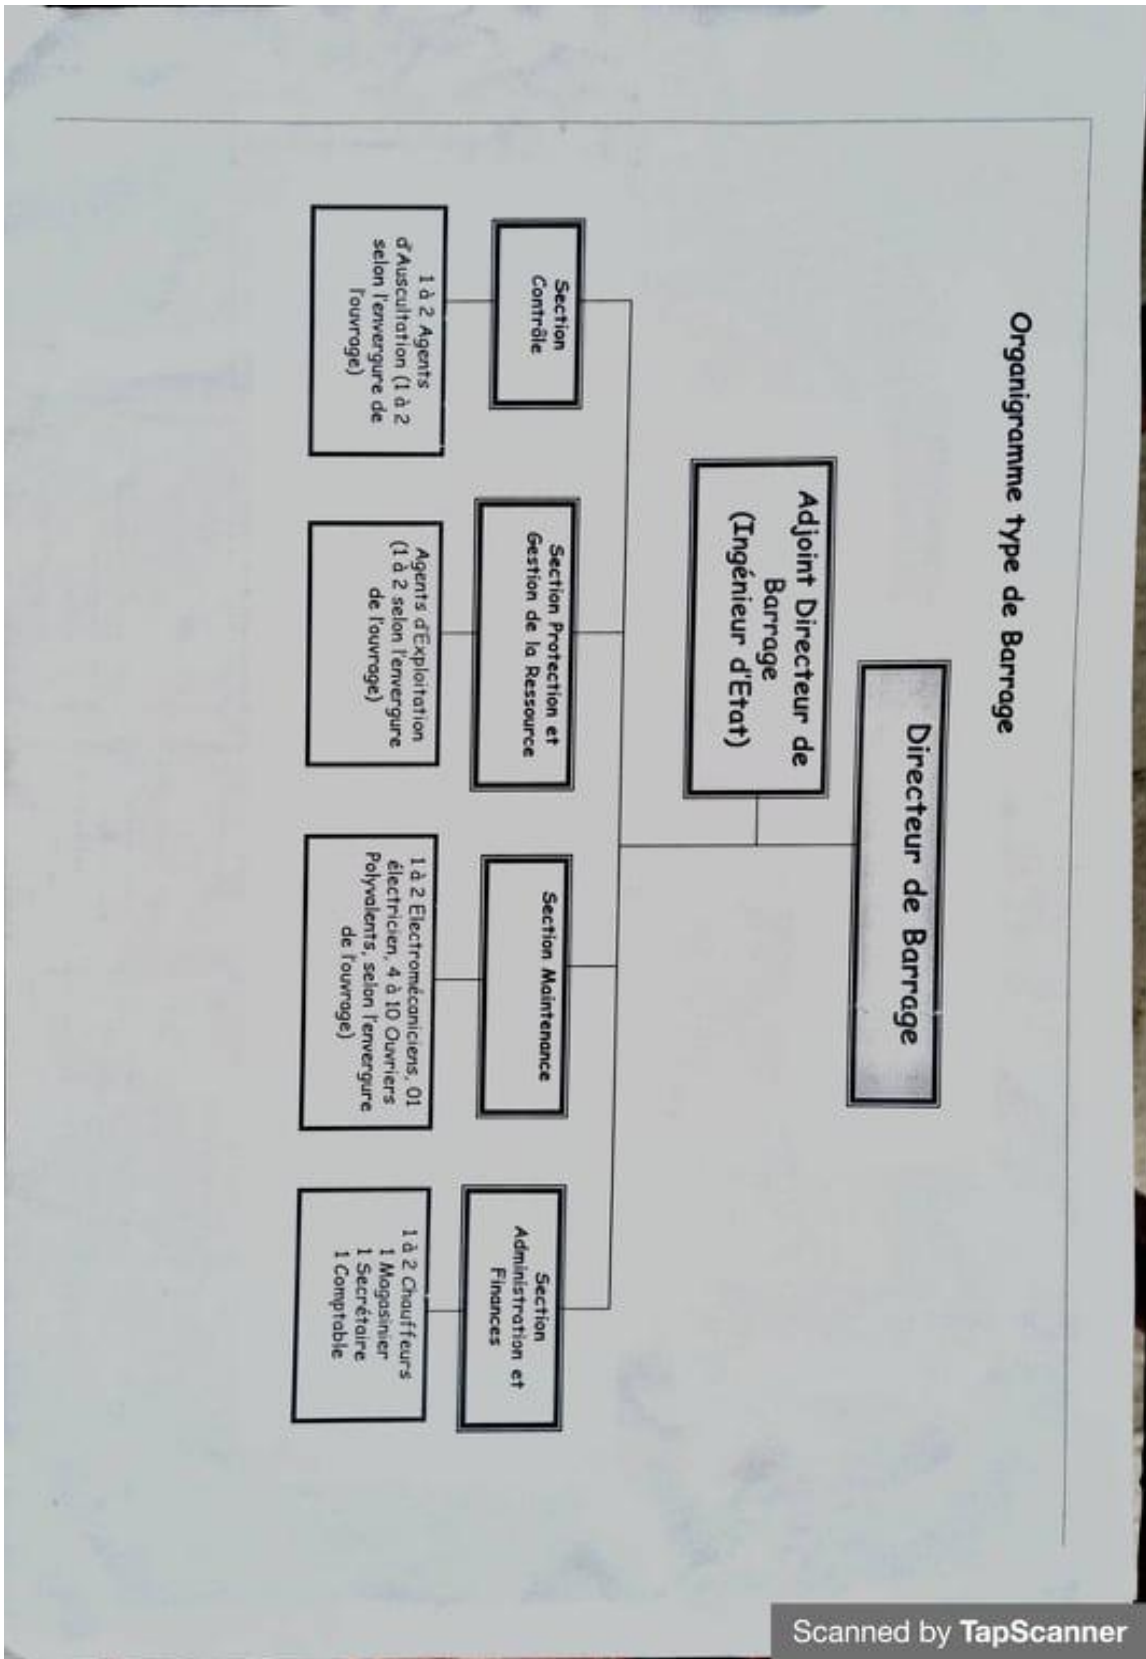 Organigramme type de Barrage
Directeur de Barrage
Adjoint Directeur de
Barrage
(Ingénieur d'Etat)
Section
Contrôle
Section Protection et
Gestion de la Ressource
Section Maintenance
Section
Administration et
Finances
1 à 2 Agents
d'Auscultation (1 à 2
selon l'envergure de
l'ouvrage)
Agents d'Exploitation
(1 à 2 selon l'envergure
de l'ouvrage)
1 à 2 Electromécaniciens, 01
électricien, 4 à 10 Ouvriers
Polyvalents, selon l'envergure
de l'ouvrage)
1 à 2 Chauffeurs
1 Magasinier
1 Secrétaire
1 Comptable
Scanned by TapScanner